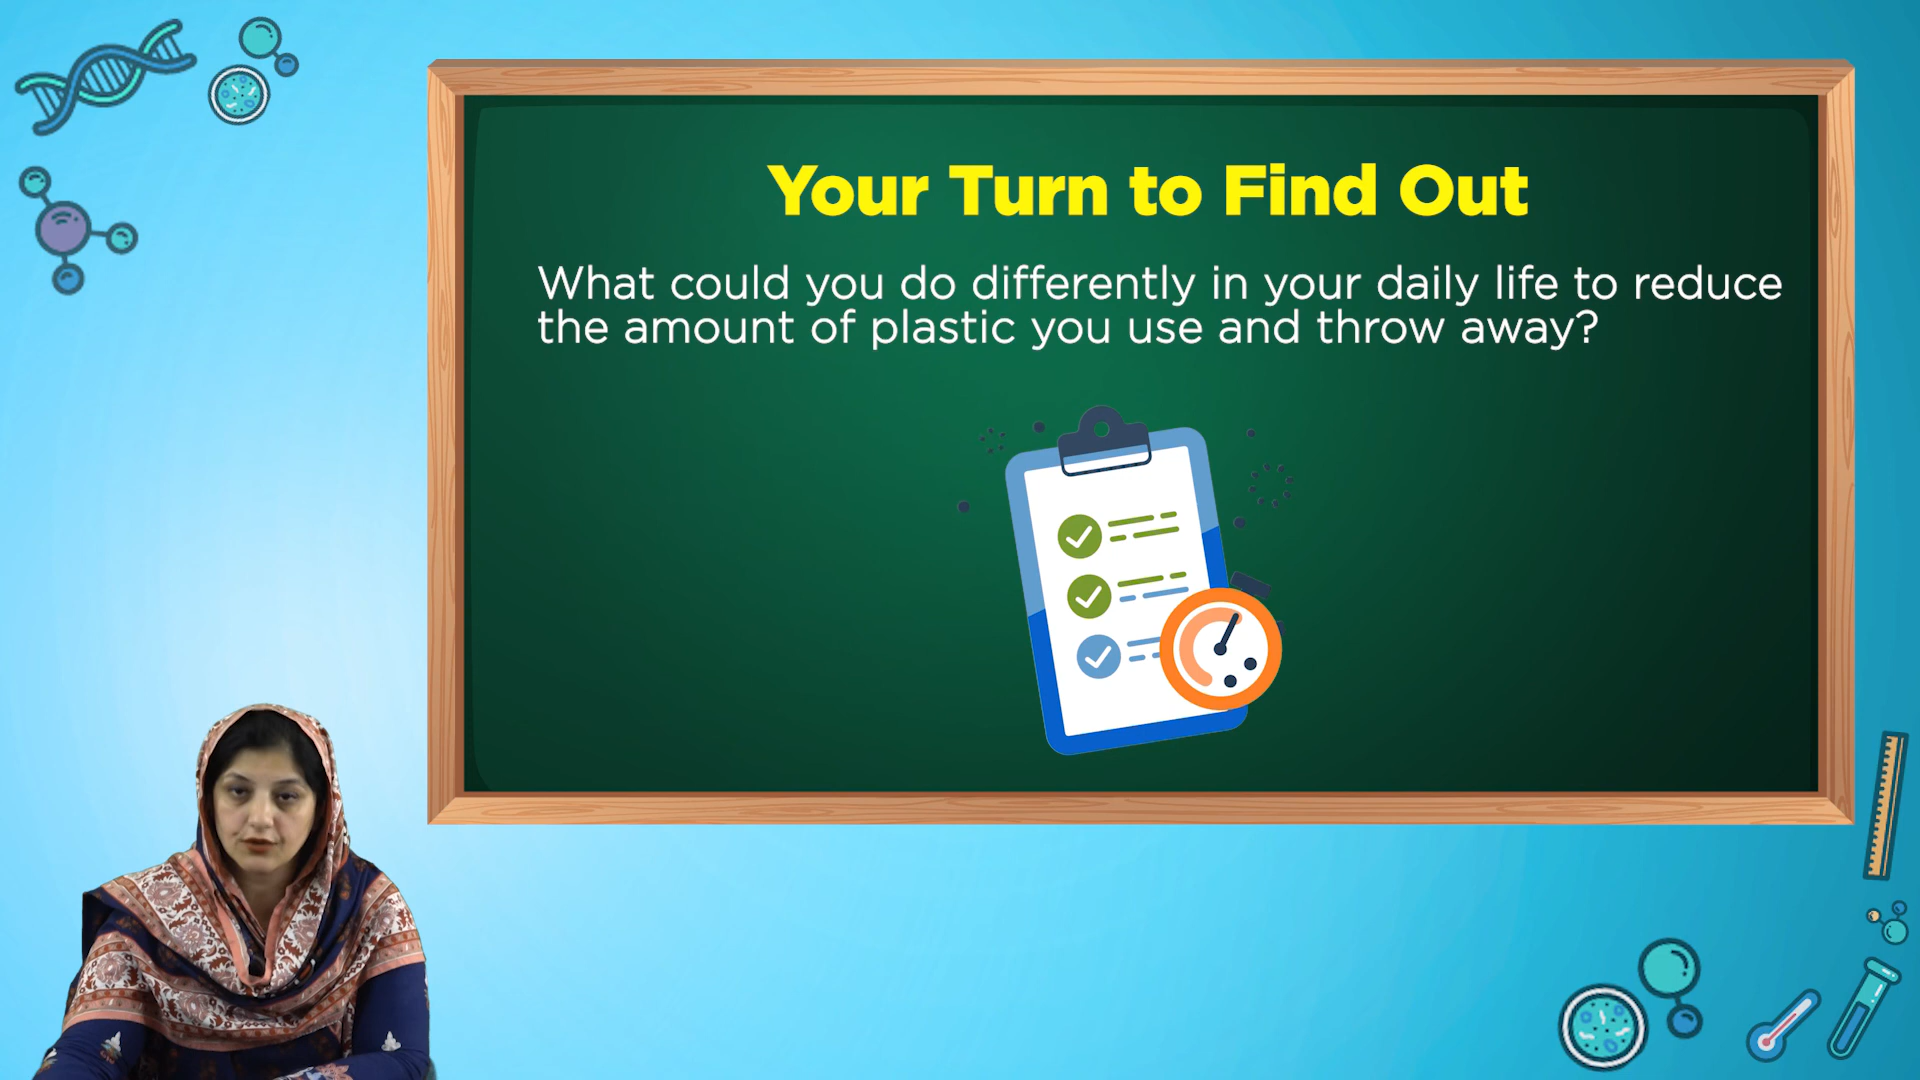 Your Turn to Find Out
What could you do differently in your daily life to reduce
the amount of plastic you use and throw away?